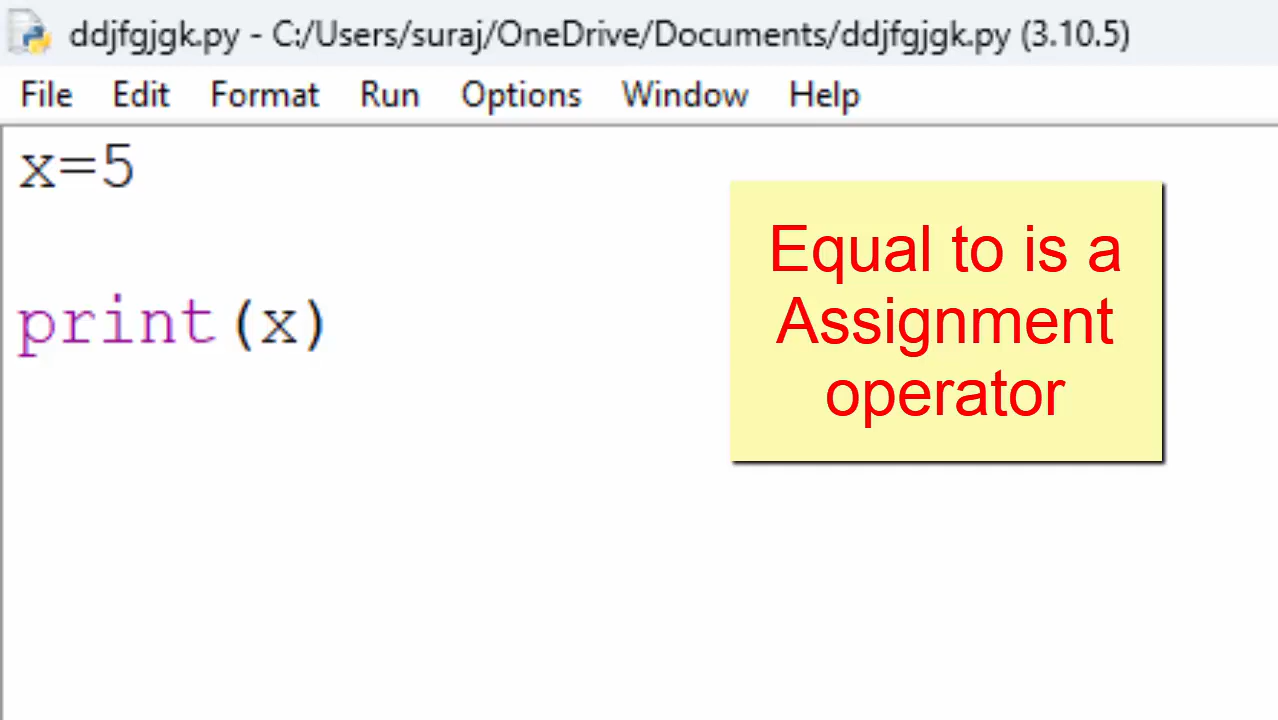 ddjfgjgk.py - C:/Users/suraj/OneDrive/Documents/ddjfgjgk.py (3.10.5)
File Edit Format Run Options Window Help
x=5
print(x)
Equal to is a
Assignment
operator